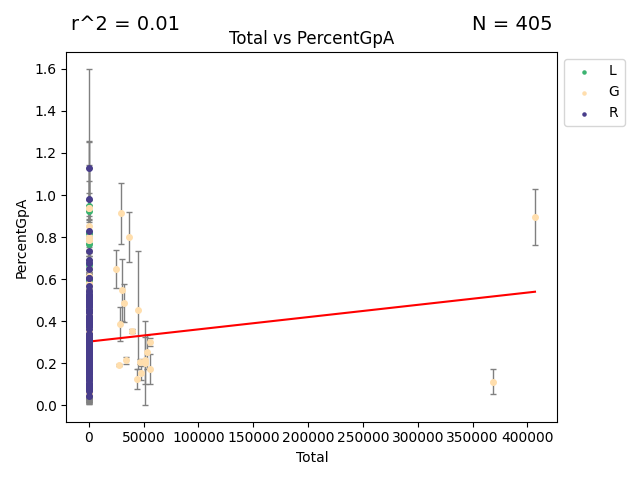 r^2 = 0.01
N = 405
Total vs PercentGpA
L
G
R
PercentGpA
1.6
1.4
1.2
1.0
0.8
0.6
0.4
0.2
0.0
0 50000 100000 150000 200000 250000 300000 350000 400000
Total